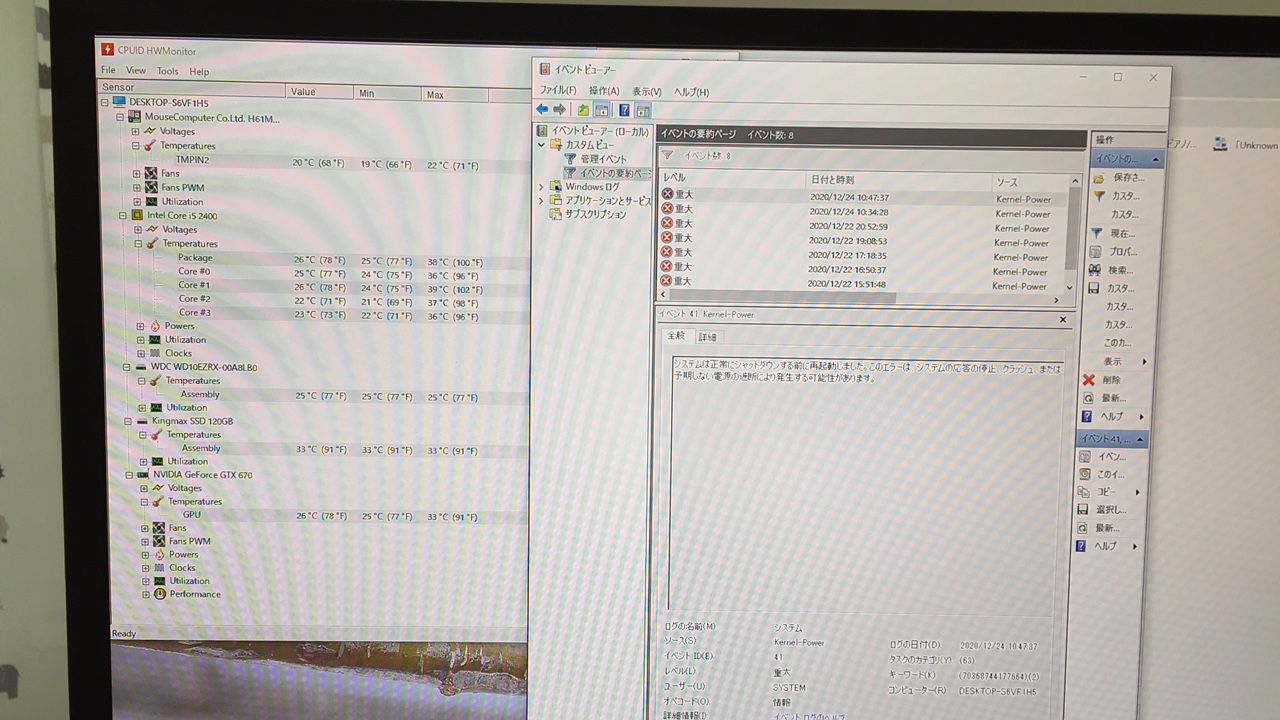 CPUID HWMonitor
File View Tools Help
Sensor Value Min Max
DESKTOP-S6VF1H5
MouseComputer Co.Ltd. H61M...
Voltages
Temperatures
TMPIN2 20 °C (68 °F) 19 °C (66 °F) 22 °C (71 °F)
Fans
Fans PWM
Utilization
Intel Core i5 2400
Voltages
Temperatures
Package 26 °C (78 °F) 25 °C (77 °F) 38 °C (100 °F)
Core #0 25 °C (77 °F) 24 °C (75 °F) 36 °C (96 °F)
Core #1 26 °C (78 °F) 24 °C (75 °F) 39 °C (102 °F)
Core #2 22 °C (71 °F) 21 °C (69 °F) 37 °C (98 °F)
Core #3 23 °C (73 °F) 22 °C (71 °F) 36 °C (96 °F)
Powers
Utilization
Clocks
WDC WD10EZRX-00A8LB0
Temperatures
Assembly 25 °C (77 °F) 25 °C (77 °F) 25 °C (77 °F)
Utilization
Kingmax SSD 120GB
Temperatures
Assembly 33 °C (91 °F) 33 °C (91 °F) 33 °C (91 °F)
Utilization
NVIDIA GeForce GTX 670
Voltages
Temperatures
GPU 26 °C (78 °F) 25 °C (77 °F) 33 °C (91 °F)
Fans
Fans PWM
Powers
Clocks
Utilization
Performance
Ready
イベント ビューアー
ファイル(F) 操作(A) 表示(V) ヘルプ(H)
イベント ビューアー (ローカル)
カスタム ビュー
管理イベント
イベントの要約ペー
Windows ログ
アプリケーションとサービス
サブスクリプション
イベントの要約ページ イベント数: 8
イベント数: 8
レベル 日付と時刻 ソース
重大 2020/12/24 10:47:37 Kernel-Power
重大 2020/12/24 10:34:28 Kernel-Power
重大 2020/12/22 20:52:59 Kernel-Power
重大 2020/12/22 19:08:53 Kernel-Power
重大 2020/12/22 17:18:35 Kernel-Power
重大 2020/12/22 16:50:37 Kernel-Power
重大 2020/12/22 15:51:48 Kernel-Power
イベント 41, Kernel-Power
全般 詳細
システムは正常にシャットダウンする前に再起動しました。このエラーは、システムの応答の停止、クラッシュ、または
予期しない電源の遮断により発生する可能性があります。
ログの名前(M) システム
ソース(S) Kernel-Power ログの日付(D) 2020/12/24 10:47:37
イベント ID(E) 41 タスクのカテゴリ(Y) (63)
レベル(L) 重大 キーワード(K) (70368744177664),(2)
ユーザー(U) SYSTEM コンピューター(R) DESKTOP-S6VF1H5
オペコード(O) 情報
詳細情報(I) イベント ログのヘルプ
操作
イベントの...
保存さ...
カスタ...
カスタ...
現在...
プロパ...
検索...
カスタ...
カスタ...
カスタ...
このカ...
表示
削除
最新...
ヘルプ
イベント 41,...
イベン...
このイ...
コピー
選択し...
最新...
ヘルプ
ピアノ/...
「Unknown